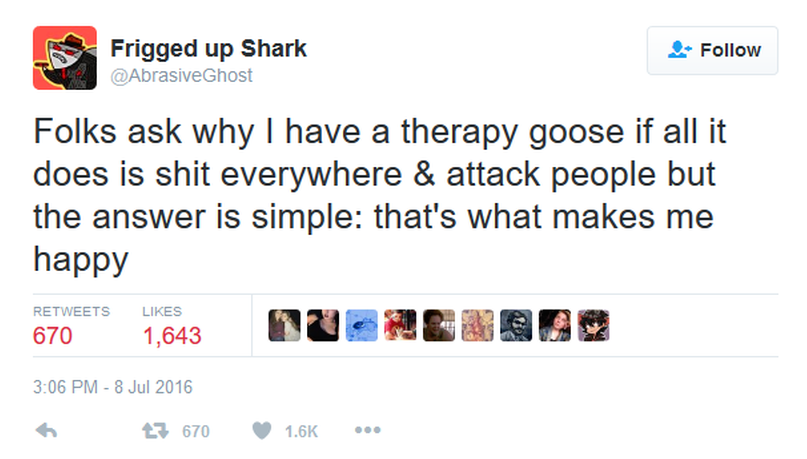 Frigged up Shark
@AbrasiveGhost
Follow
Folks ask why I have a therapy goose if all it
does is shit everywhere & attack people but
the answer is simple: that's what makes me
happy
RETWEETS LIKES
670 1,643
3:06 PM - 8 Jul 2016
670 1.6K